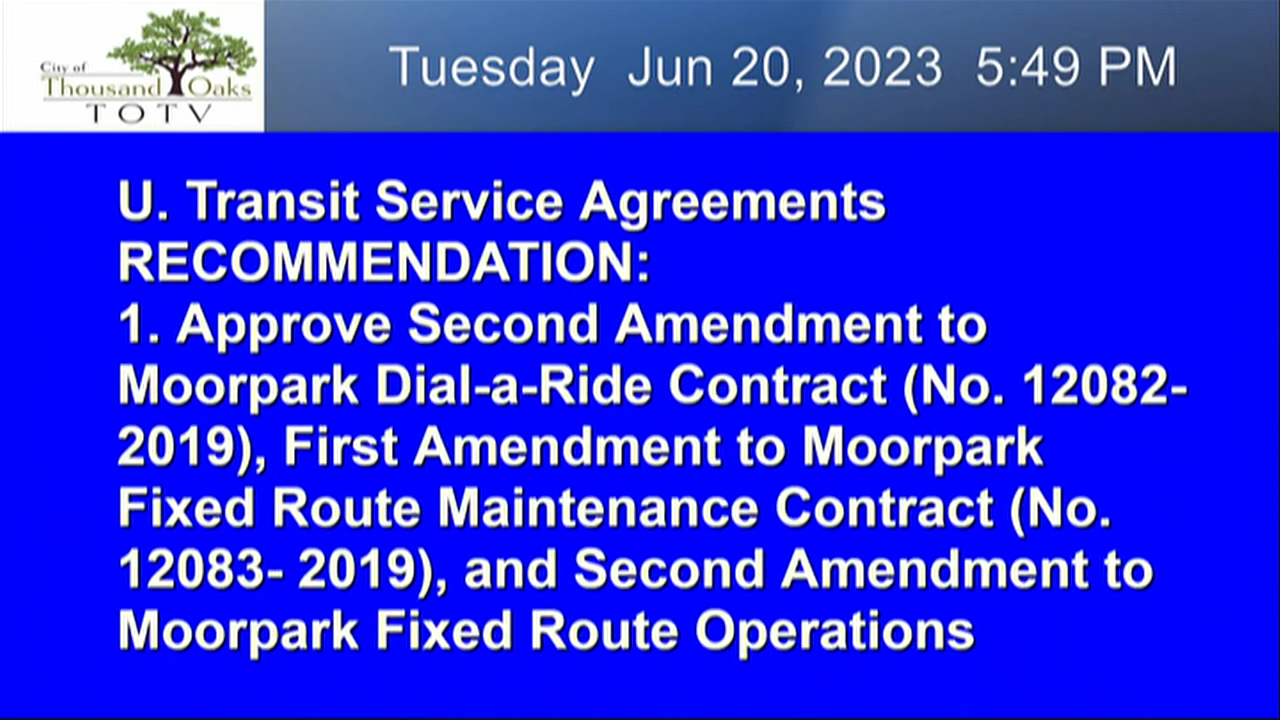 City of
Thousand Oaks
TOTV
Tuesday Jun 20, 2023 5:49 PM
U. Transit Service Agreements
RECOMMENDATION:
1. Approve Second Amendment to
Moorpark Dial-a-Ride Contract (No. 12082-
2019), First Amendment to Moorpark
Fixed Route Maintenance Contract (No.
12083- 2019), and Second Amendment to
Moorpark Fixed Route Operations